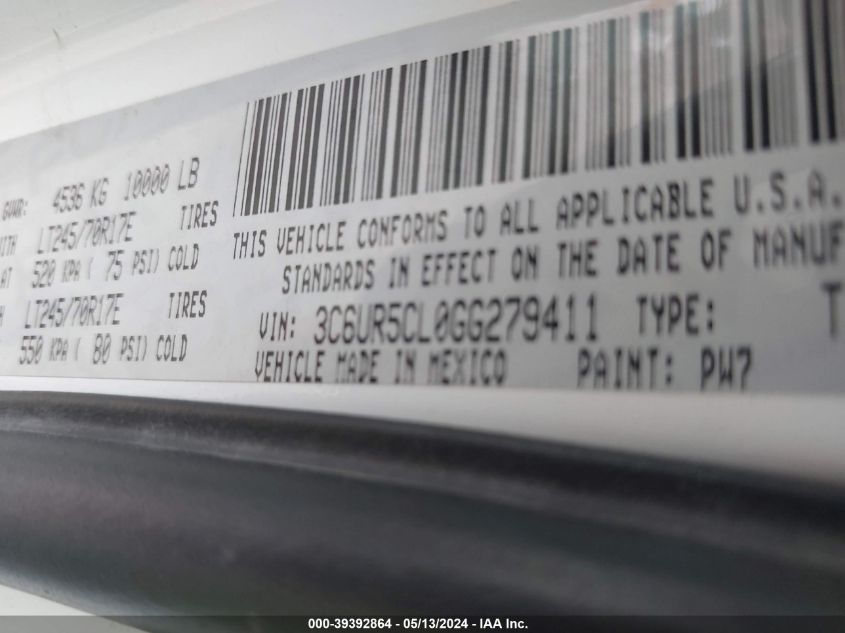 GVWR: 4536 KG 10000 LB
WITH LT245/70R17E TIRES
AT 520 KPA ( 75 PSI) COLD
LT245/70R17E TIRES
550 KPA ( 80 PSI) COLD
THIS VEHICLE CONFORMS TO ALL APPLICABLE U.S.A.
STANDARDS IN EFFECT ON THE DATE OF MANUF
VIN: 3C6UR5CL0GG279411 TYPE: T
VEHICLE MADE IN MEXICO PAINT: PW7
000-39392864 - 05/13/2024 - IAA Inc.